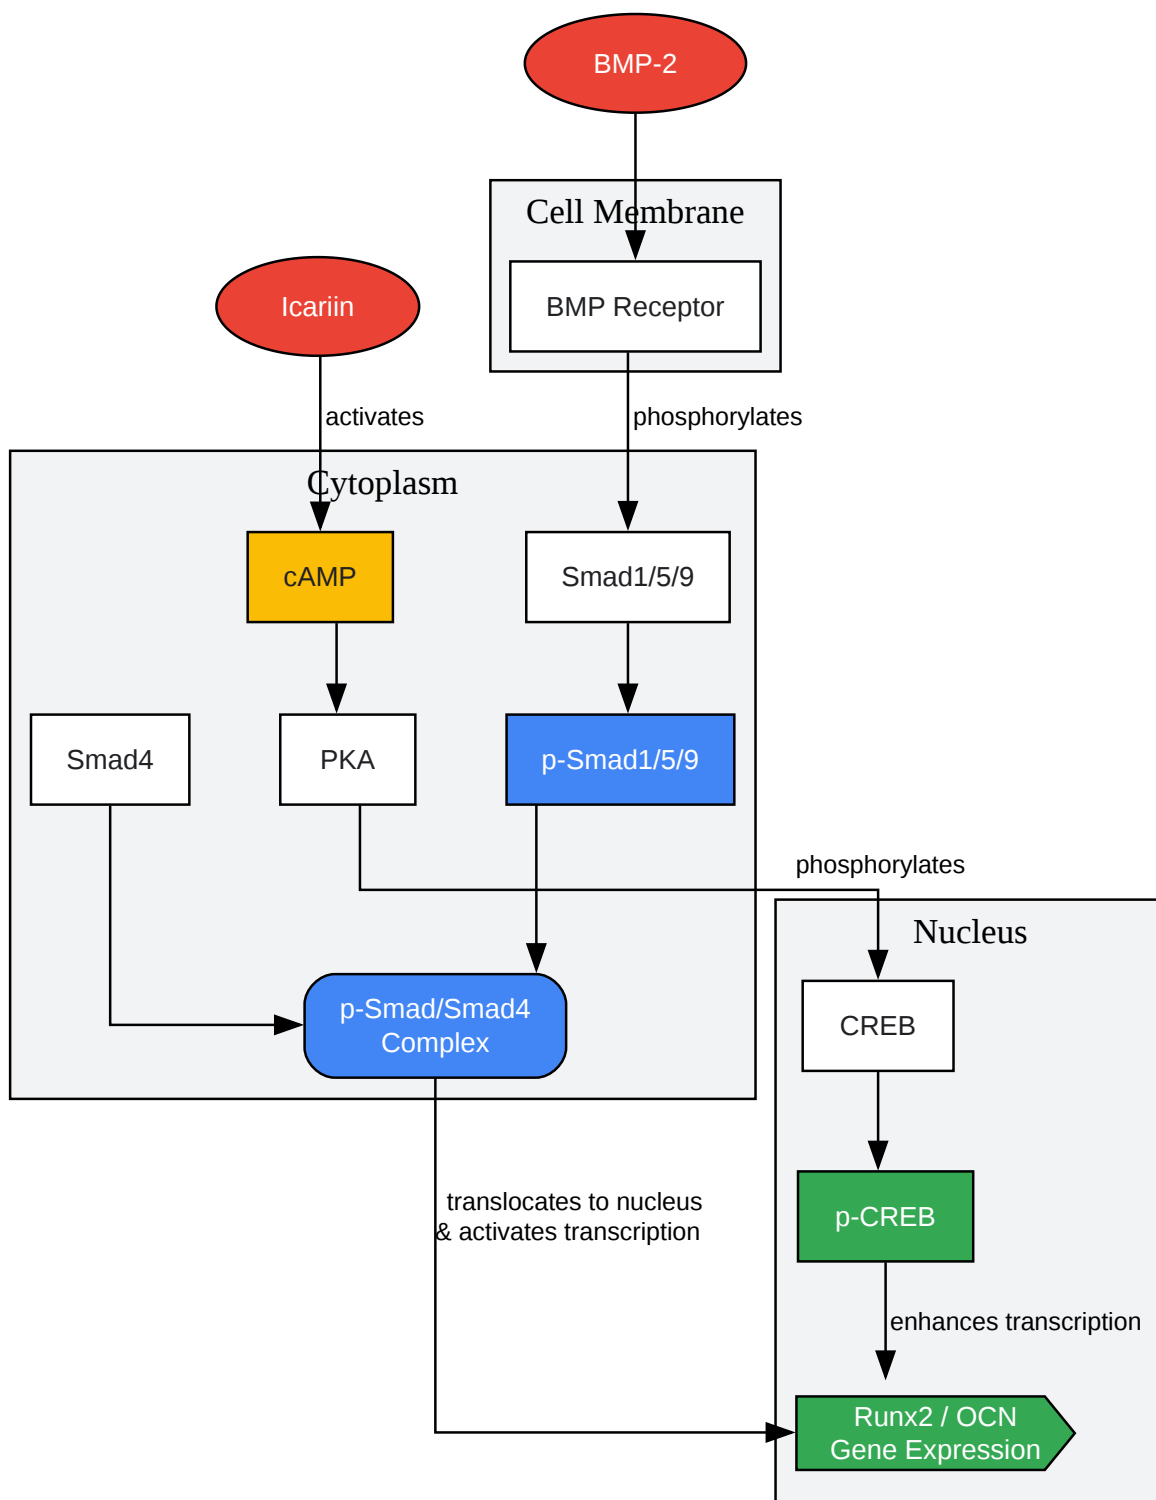 BMP-2
Cell Membrane
BMP Receptor
Icariin
activates
phosphorylates
Cytoplasm
cAMP
Smad1/5/9
Smad4
PKA
p-Smad1/5/9
phosphorylates
Nucleus
p-Smad/Smad4
Complex
CREB
translocates to nucleus
& activates transcription
p-CREB
enhances transcription
Runx2 / OCN
Gene Expression